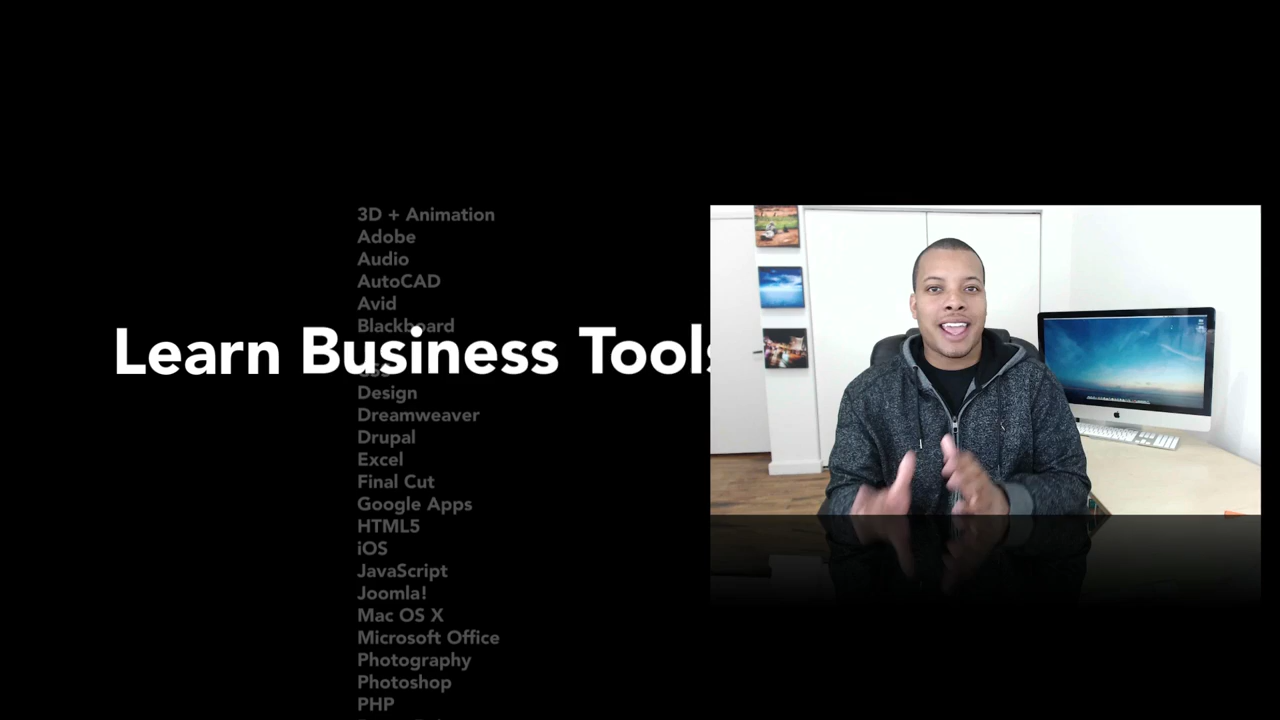 3D + Animation
Adobe
Audio
AutoCAD
Avid
Blackboard
Learn Business Tools
CSS
Design
Dreamweaver
Drupal
Excel
Final Cut
Google Apps
HTML5
iOS
JavaScript
Joomla!
Mac OS X
Microsoft Office
Photography
Photoshop
PHP